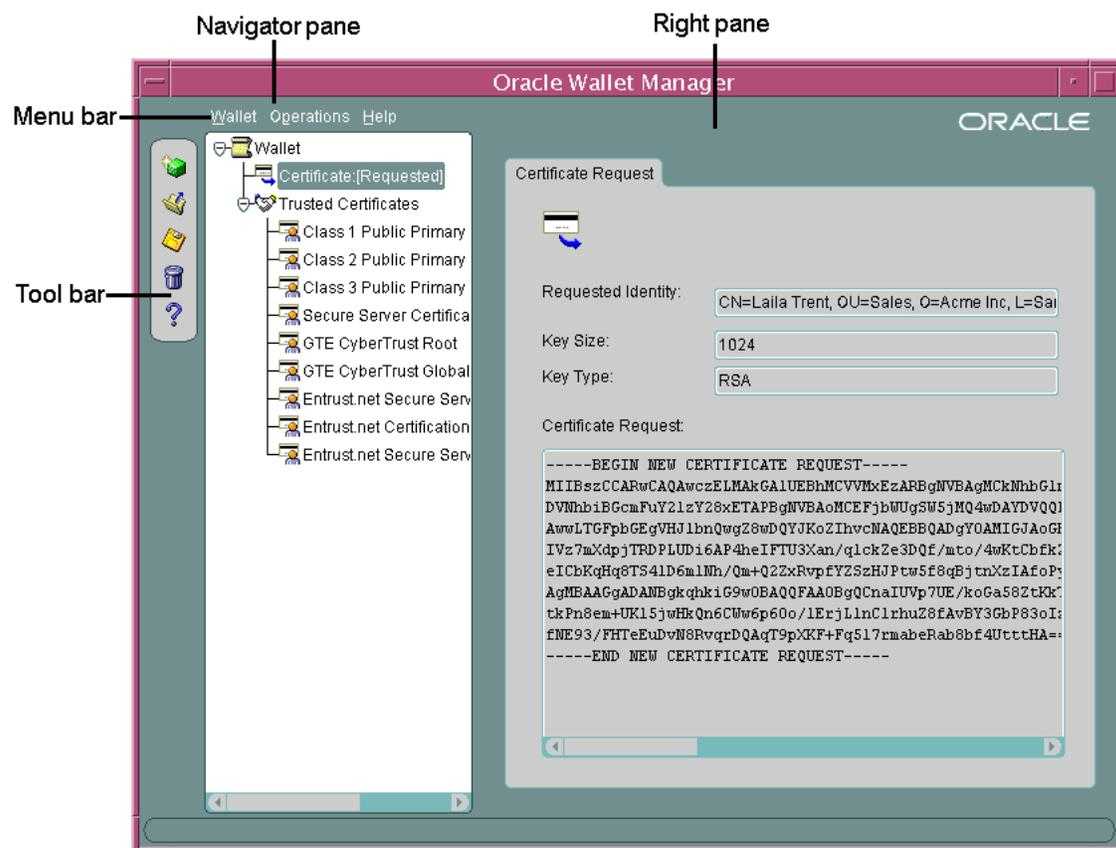 Navigator pane
Right pane
Oracle Wallet Manager
Menu bar
Wallet Operations Help
ORACLE
Tool bar
Wallet
Certificate:[Requested]
Trusted Certificates
Class 1 Public Primary
Class 2 Public Primary
Class 3 Public Primary
Secure Server Certifica
GTE CyberTrust Root
GTE CyberTrust Global
Entrust.net Secure Serv
Entrust.net Certification
Entrust.net Secure Serv
Certificate Request
Requested Identity:
CN=Laila Trent, OU=Sales, O=Acme Inc, L=Sa
Key Size:
1024
Key Type:
RSA
Certificate Request:
-----BEGIN NEW CERTIFICATE REQUEST-----
-----END NEW CERTIFICATE REQUEST-----